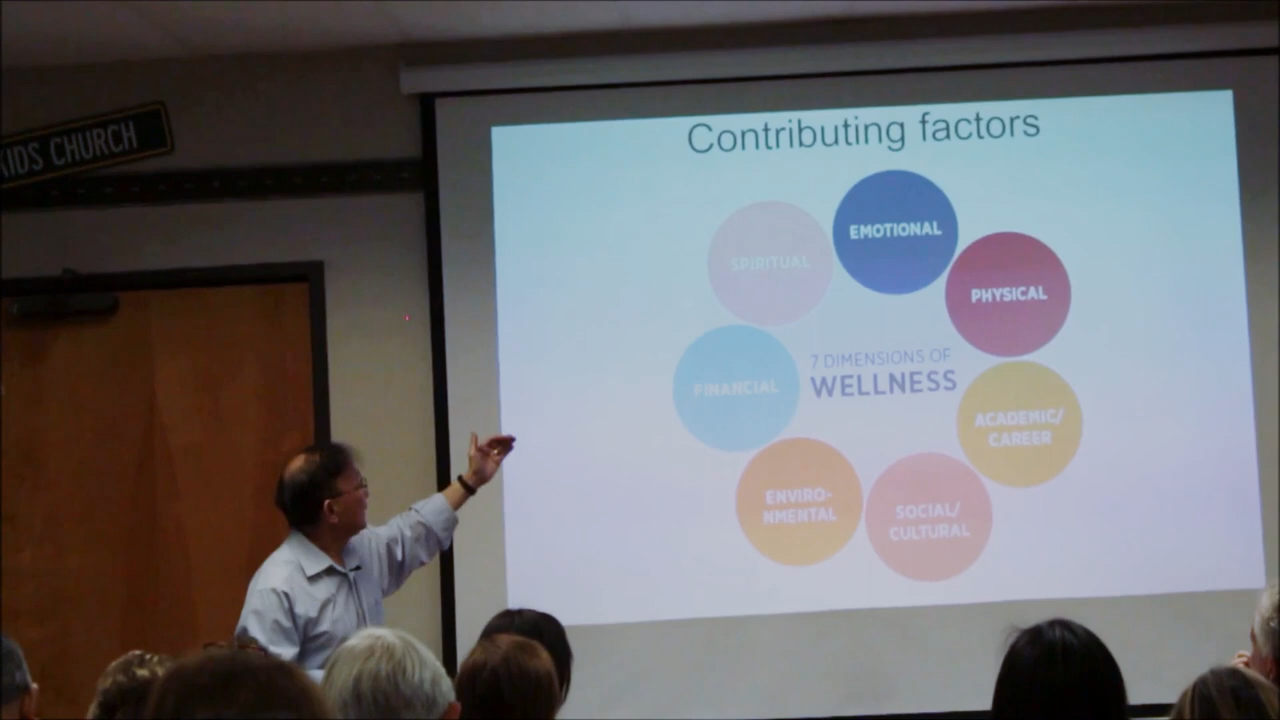 KIDS CHURCH
Contributing factors
EMOTIONAL
SPIRITUAL
PHYSICAL
7 DIMENSIONS OF
WELLNESS
FINANCIAL
ACADEMIC/
CAREER
ENVIRO-
NMENTAL
SOCIAL/
CULTURAL